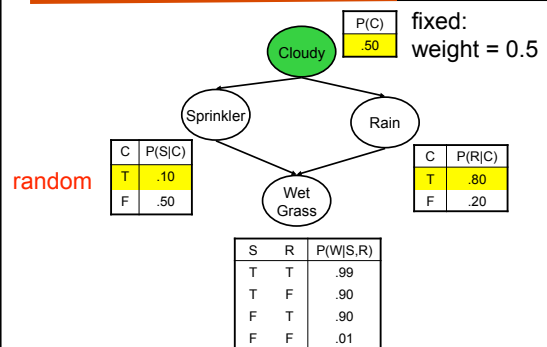 P(C)
.50
fixed:
weight = 0.5
Cloudy
Sprinkler
Rain
random
C P(S|C)
T .10
F .50
C P(R|C)
T .80
F .20
Wet
Grass
S R P(W|S,R)
T T .99
T F .90
F T .90
F F .01